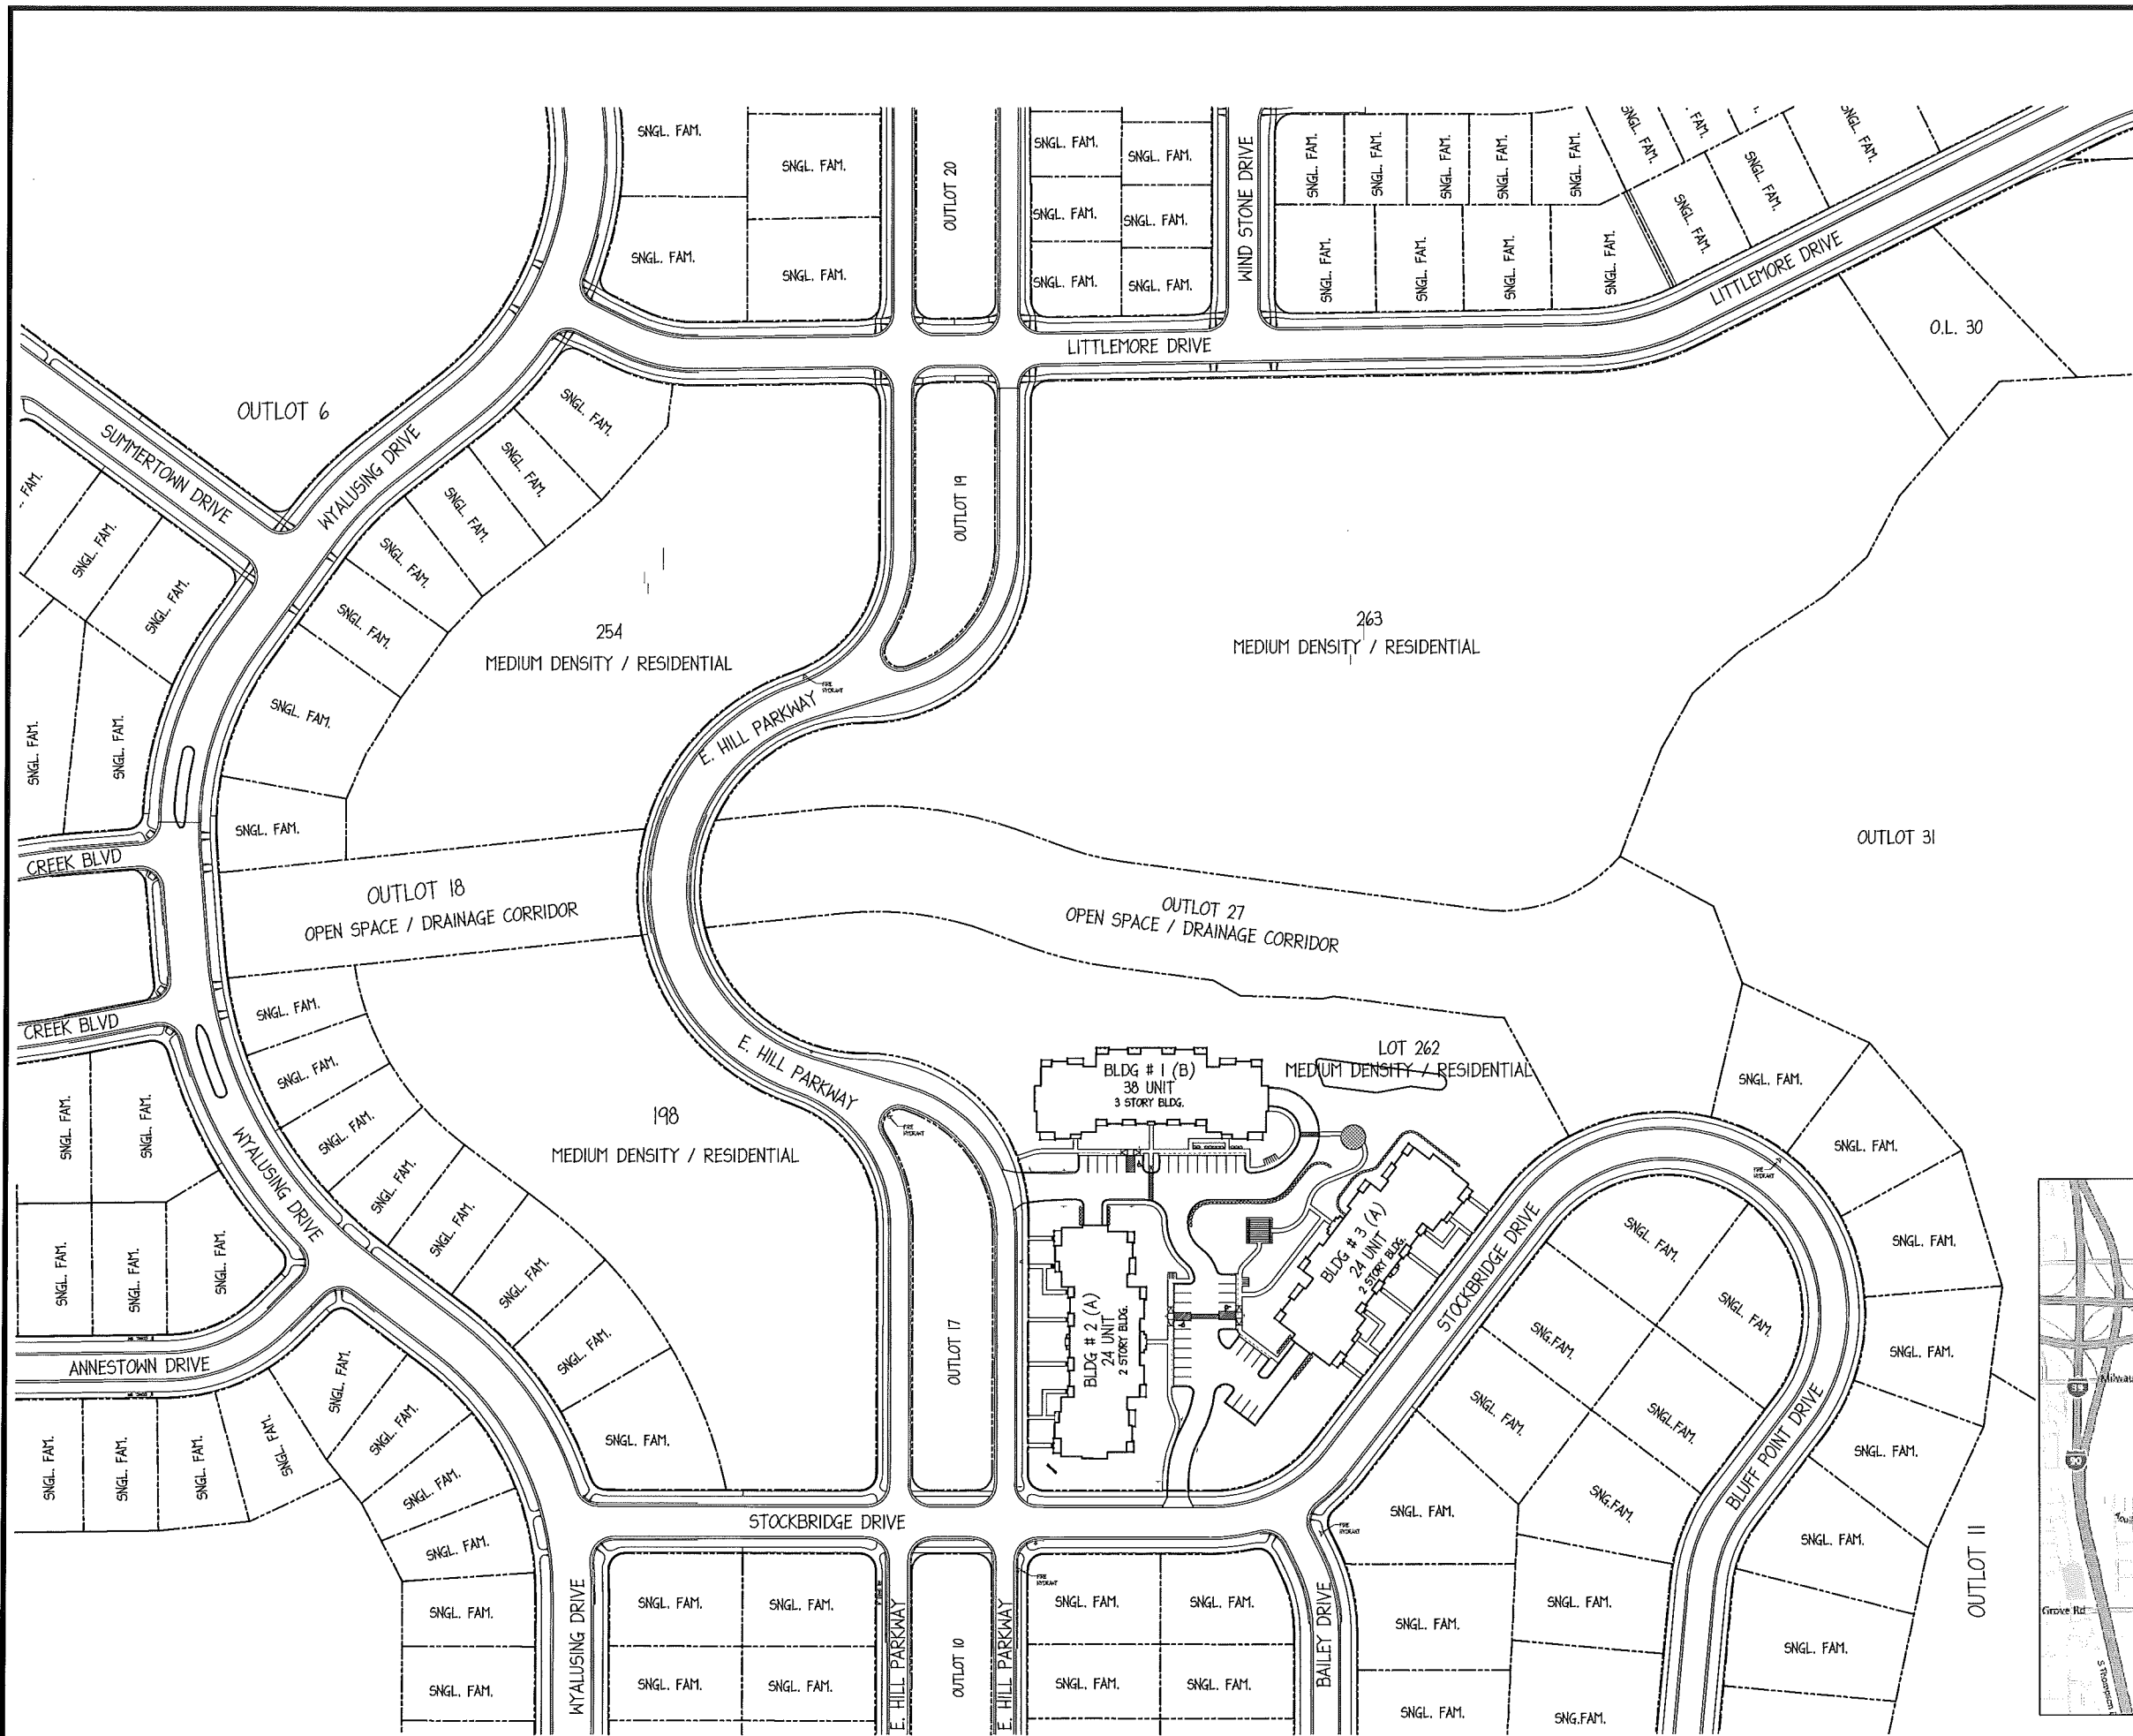 SNGL. FAM.
SNGL. FAM.
SNGL. FAM.
SNGL. FAM.
OUTLOT 20
SNGL. FAM.
SNGL. FAM.
SNGL. FAM.
SNGL. FAM.
SNGL. FAM.
SNGL. FAM.
WIND STONE DRIVE
SNGL. FAM.
SNGL. FAM.
SNGL. FAM.
SNGL. FAM.
SNGL. FAM.
SNGL. FAM.
FAM.
SNGL. FAM.
SNGL. FAM.
SNGL. FAM.
SNGL. FAM.
SNGL. FAM.
SNGL. FAM.
SNGL. FAM.
SNGL. FAM.
LITTLEMORE DRIVE
LITTLEMORE DRIVE
O.L. 30
OUTLOT 6
SUMMERTOWN DRIVE
WYALUSING DRIVE
SNGL. FAM.
SNGL. FAM.
SNGL. FAM.
SNGL. FAM.
SNGL. FAM.
SNGL. FAM.
SNGL. FAM.
. FAM.
SNGL. FAM.
SNGL. FAM.
SNGL. FAM.
SNGL. FAM.
OUTLOT 19
254
MEDIUM DENSITY / RESIDENTIAL
263
MEDIUM DENSITY / RESIDENTIAL
FIRE
HYDRANT
E. HILL PARKWAY
CREEK BLVD
OUTLOT 18
OPEN SPACE / DRAINAGE CORRIDOR
OUTLOT 27
OPEN SPACE / DRAINAGE CORRIDOR
OUTLOT 31
CREEK BLVD
SNGL. FAM.
SNGL. FAM.
SNGL. FAM.
SNGL. FAM.
SNGL. FAM.
SNGL. FAM.
SNGL. FAM.
SNGL. FAM.
SNGL. FAM.
SNGL. FAM.
SNGL. FAM.
SNGL. FAM.
SNGL. FAM.
WYALUSING DRIVE
E. HILL PARKWAY
198
MEDIUM DENSITY / RESIDENTIAL
FIRE
HYDRANT
BLDG # 1 (B)
38 UNIT
3 STORY BLDG.
LOT 262
MEDIUM DENSITY / RESIDENTIAL
BLDG # 2 (A)
24 UNIT
2 STORY BLDG.
BLDG # 3 (A)
24 UNIT
2 STORY BLDG.
OUTLOT 17
STOCKBRIDGE DRIVE
FIRE
HYDRANT
SNGL. FAM.
SNGL. FAM.
SNGL. FAM.
SNGL. FAM.
SNGL. FAM.
SNGL. FAM.
SNGL. FAM.
SNGL. FAM.
SNGL. FAM.
SNG.FAM.
SNGL. FAM.
SNGL.FAM.
SNG.FAM.
BLUFF POINT DRIVE
OUTLOT 11
ANNESTOWN DRIVE
SNGL. FAM.
SNGL. FAM.
SNGL. FAM.
SNGL. FAM.
SNGL. FAM.
SNGL. FAM.
SNGL. FAM.
SNGL. FAM.
SNGL. FAM.
SNGL. FAM.
STOCKBRIDGE DRIVE
FIRE
HYDRANT
FIRE
HYDRANT
WYALUSING DRIVE
SNGL. FAM.
SNGL. FAM.
SNGL. FAM.
SNGL. FAM.
E. HILL PARKWAY
OUTLOT 10
E. HILL PARKWAY
SNGL. FAM.
SNGL. FAM.
SNGL. FAM.
SNGL. FAM.
BAILEY DRIVE
SNGL. FAM.
SNGL. FAM.
SNGL. FAM.
SNGL. FAM.
SNG.FAM.
SNGL. FAM.
90
Grove Rd